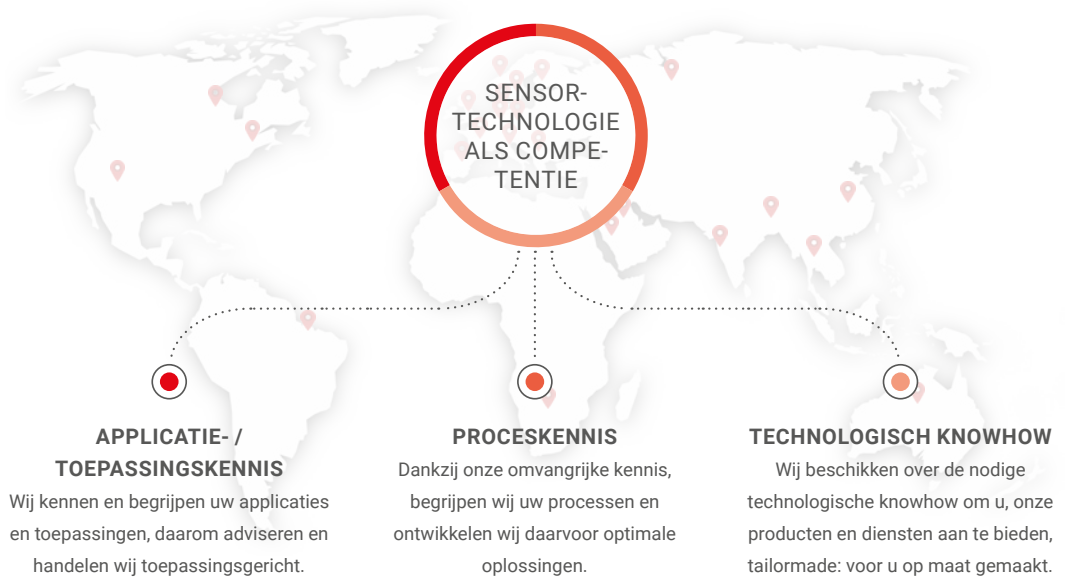 SENSOR-
TECHNOLOGIE
ALS COMPE-
TENTIE
APPLICATIE- /
TOEPASSINGSKENNIS
Wij kennen en begrijpen uw applicaties
en toepassingen, daarom adviseren en
handelen wij toepassingsgericht.
PROCESKENNIS
Dankzij onze omvangrijke kennis,
begrijpen wij uw processen en
ontwikkelen wij daarvoor optimale
oplossingen.
TECHNOLOGISCH KNOWHOW
Wij beschikken over de nodige
technologische knowhow om u, onze
producten en diensten aan te bieden,
tailormade: voor u op maat gemaakt.